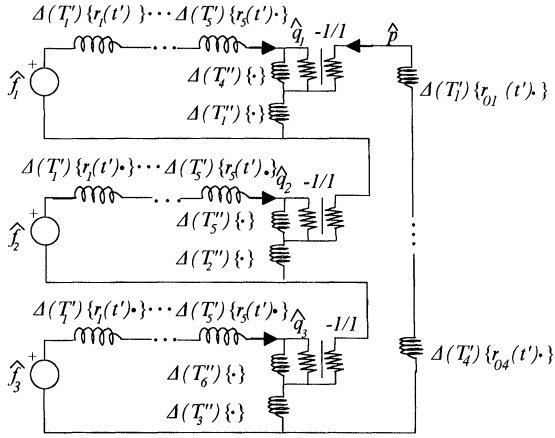 Δ(T₁'){r₁(t') }···Δ(T₅'){r₅(t')·}
q̂₁ -1/1 p̂
+
f̂₁
Δ(T₄''){·}
Δ(T₁''){·}
Δ(T₁'){r₀₁ (t')·}
Δ(T₁'){r₁(t')·}···Δ(T₅'){r₅(t')·}
q̂₂ -1/1
+
f̂₂
Δ(T₅''){·}
Δ(T₂''){·}
Δ(T₁'){r₁(t')·}···Δ(T₅'){r₅(t')·}
q̂₃ -1/1
+
f̂₃
Δ(T₆''){·}
Δ(T₃''){·}
Δ(T₄'){r₀₄(t')·}